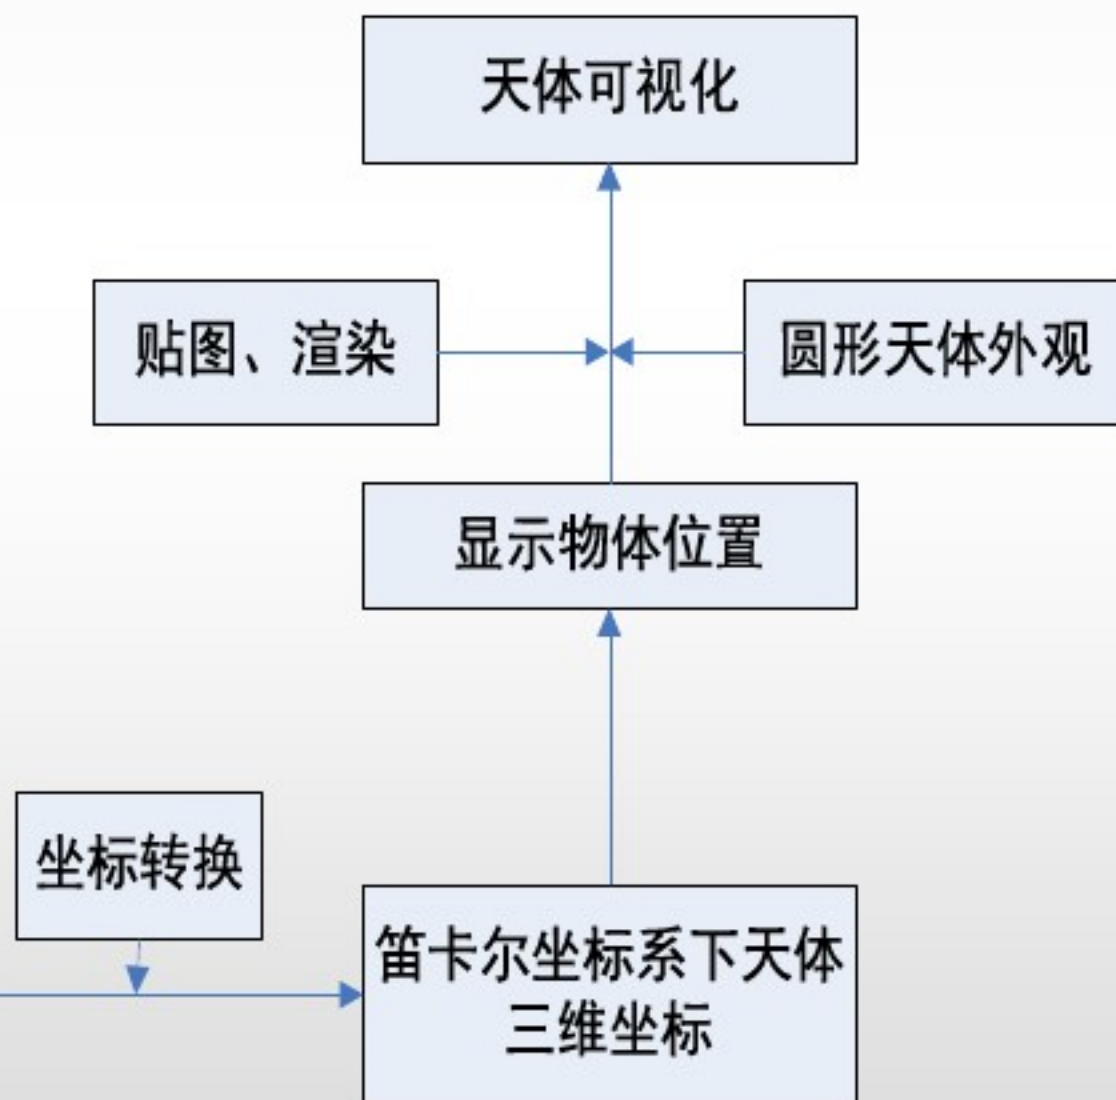 天体可视化
贴图、渲染
圆形天体外观
显示物体位置
坐标转换
笛卡尔坐标系下天体
三维坐标